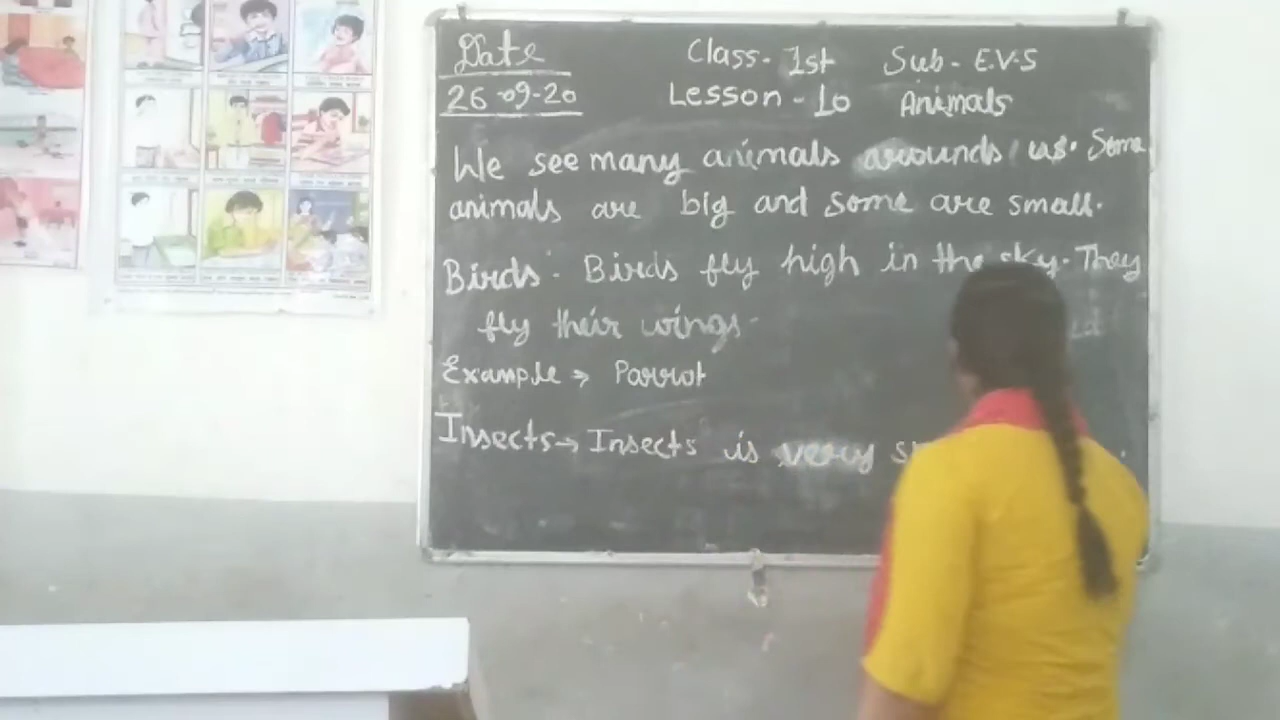 Date Class- 1st Sub- E.V.S
26-09-20 Lesson-10 Animals
We see many animals arounds us. Some
animals are big and some are small.
Birds:- Birds fly high in the sky. They
fly their wings-
Example → Parrot
Insects → Insects is very